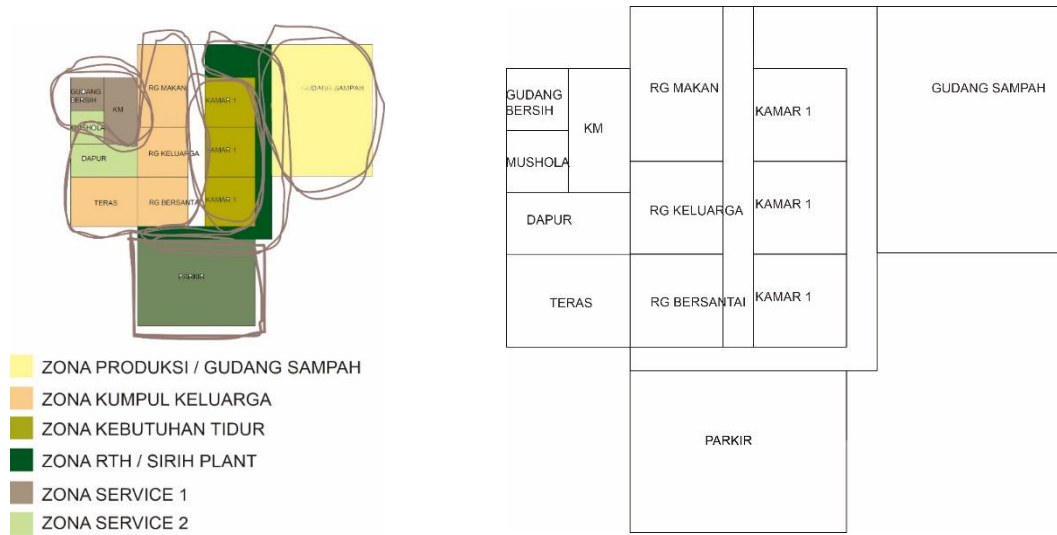 GUDANG
BERSIH
KM
MUSHOLA
DAPUR
TERAS
RG MAKAN
RG KELUARGA
RG BERSANTAI
KAMAR 1
KAMAR 1
KAMAR 1
GUDANG SAMPAH
PARKIR
ZONA PRODUKSI / GUDANG SAMPAH
ZONA KUMPUL KELUARGA
ZONA KEBUTUHAN TIDUR
ZONA RTH / SIRIH PLANT
ZONA SERVICE 1
ZONA SERVICE 2
GUDANG
BERSIH
KM
MUSHOLA
DAPUR
TERAS
RG MAKAN
RG KELUARGA
RG BERSANTAI
KAMAR 1
KAMAR 1
KAMAR 1
GUDANG SAMPAH
PARKIR